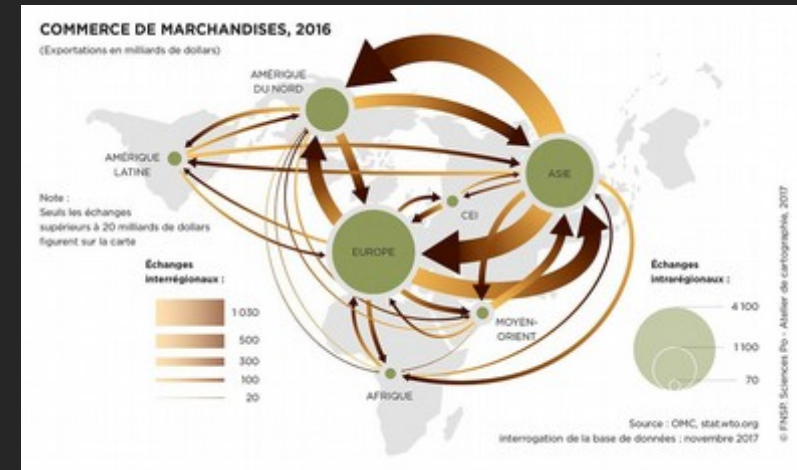 COMMERCE DE MARCHANDISES, 2016
(Exportations en milliards de dollars)
AMÉRIQUE
DU NORD
AMÉRIQUE
LATINE
ASIE
CEI
EUROPE
MOYEN-
ORIENT
AFRIQUE
Note :
Seuls les échanges
supérieurs à 20 milliards de dollars
figurent sur la carte
Échanges
interrégionaux :
1 030
500
300
100
20
Échanges
intrarégionaux :
4 100
1 100
70
Source : OMC, stat.wto.org
interrogation de la base de données : novembre 2017
© FNSP. Sciences Po - Atelier de cartographie, 2017